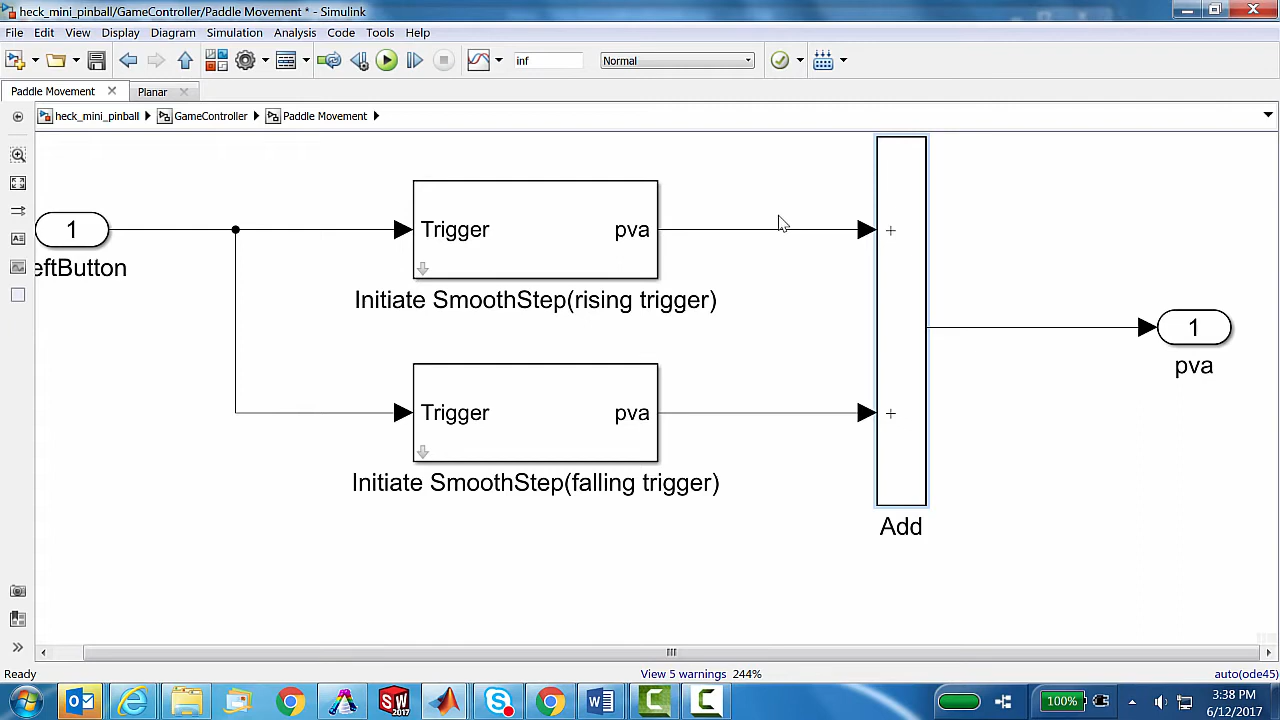 heck_mini_pinball/GameController/Paddle Movement * - Simulink
File Edit View Display Diagram Simulation Analysis Code Tools Help
inf Normal
Paddle Movement Planar
heck_mini_pinball GameController Paddle Movement
1
eftButton
Trigger pva
Initiate SmoothStep(rising trigger)
Trigger pva
Initiate SmoothStep(falling trigger)
+
+
Add
1
pva
Ready View 5 warnings 244% auto(ode45)
SW
2017
100%
3:38 PM
6/12/2017